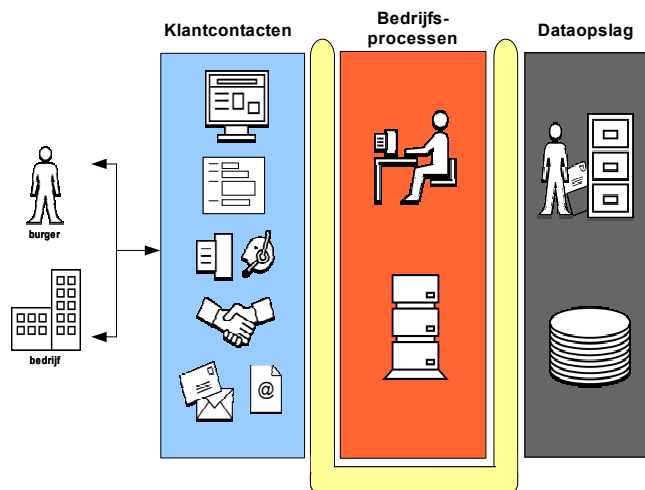 Klantcontacten
Bedrijfs-
processen
Dataopslag
burger
bedrijf
@